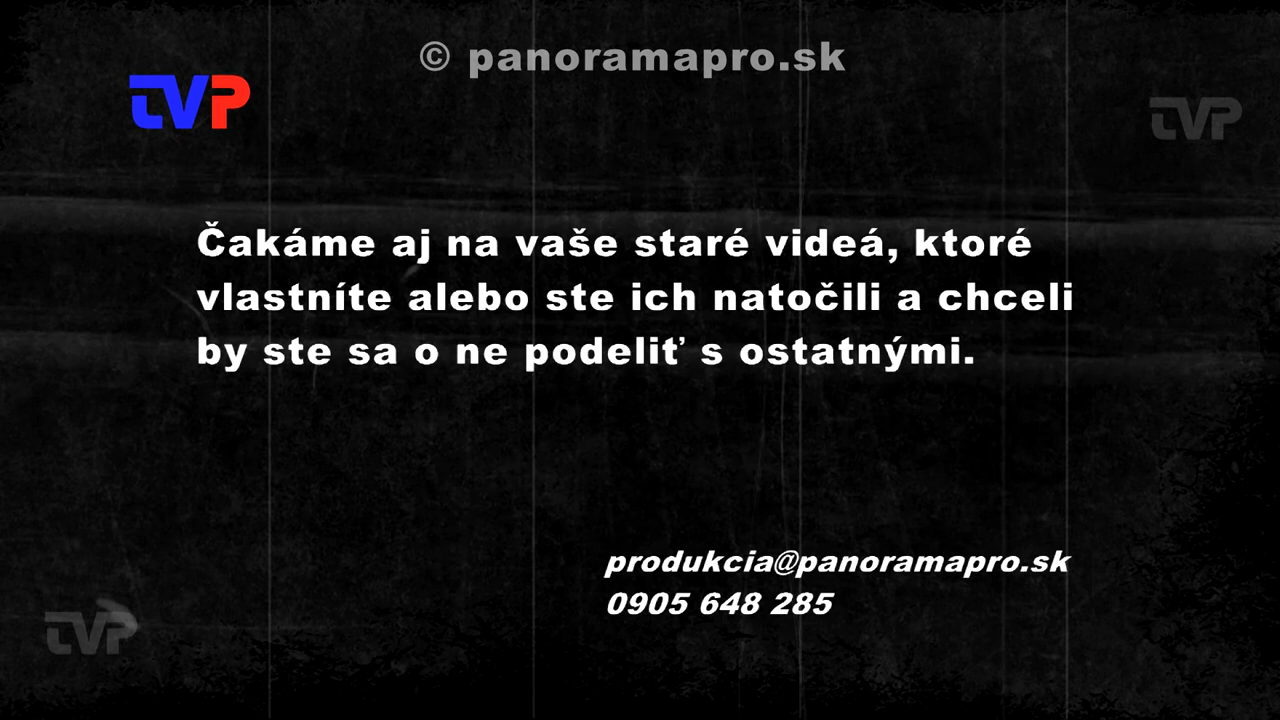 © panoramapro.sk
TVP
TVP
Čakáme aj na vaše staré videá, ktoré
vlastníte alebo ste ich natočili a chceli
by ste sa o ne podeliť s ostatnými.
produkcia@panoramapro.sk
0905 648 285
TVP